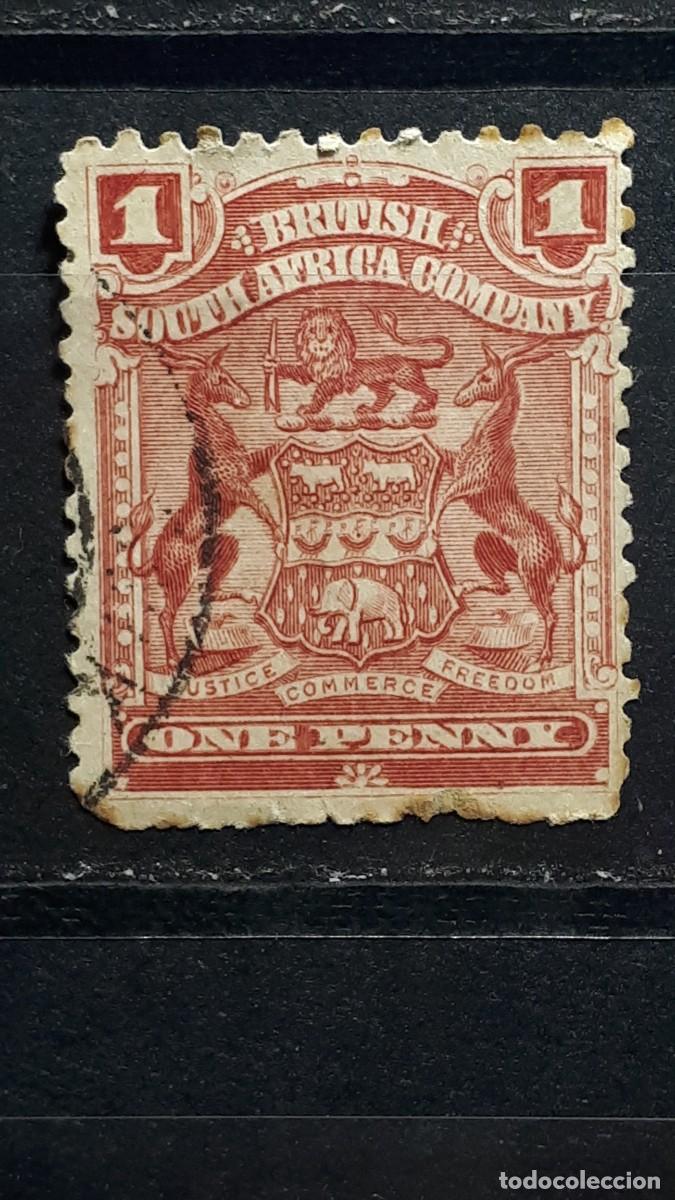 1 1
BRITISH
SOUTH AFRICA COMPANY
JUSTICE COMMERCE FREEDOM
ONE PENNY
todocoleccion